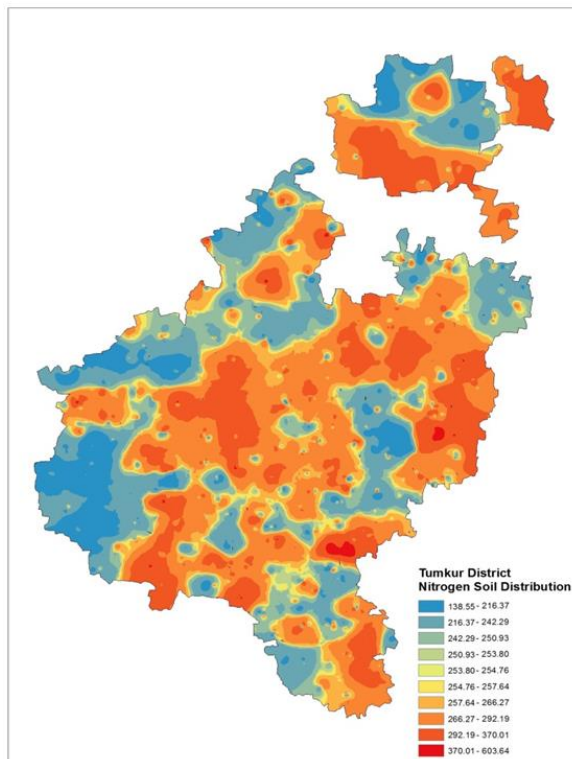 Tumkur District
Nitrogen Soil Distribution
138.55 - 216.37
216.37 - 242.29
242.29 - 250.93
250.93 - 253.80
253.80 - 254.76
254.76 - 257.64
257.64 - 266.27
266.27 - 292.19
292.19 - 370.01
370.01 - 603.64